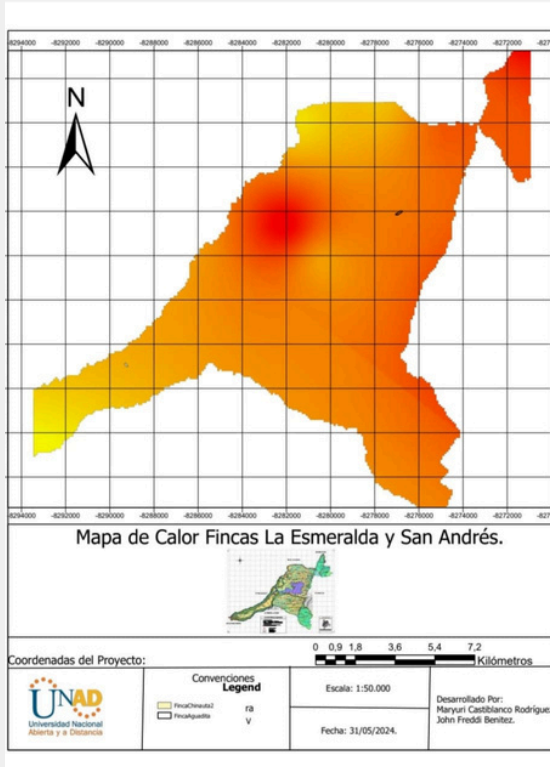 -8294000 -8292000 -8290000 -8288000 -8286000 -8284000 -8282000 -8280000 -8278000 -8276000 -8274000 -8272000 -827
N
-8294000 -8292000 -8290000 -8288000 -8286000 -8284000 -8282000 -8280000 -8278000 -8276000 -8274000 -8272000 -827
Mapa de Calor Fincas La Esmeralda y San Andrés.
Coordenadas del Proyecto:
0 0,9 1,8 3,6 5,4 7,2
Kilómetros
UNAD
Universidad Nacional
Abierta y a Distancia
Convenciones
Legend
FincaChinauta2
FincaAguadita
ra
v
Escala: 1:50.000
Fecha: 31/05/2024.
Desarrollado Por:
Maryuri Castiblanco Rodrígue
John Freddi Benitez.